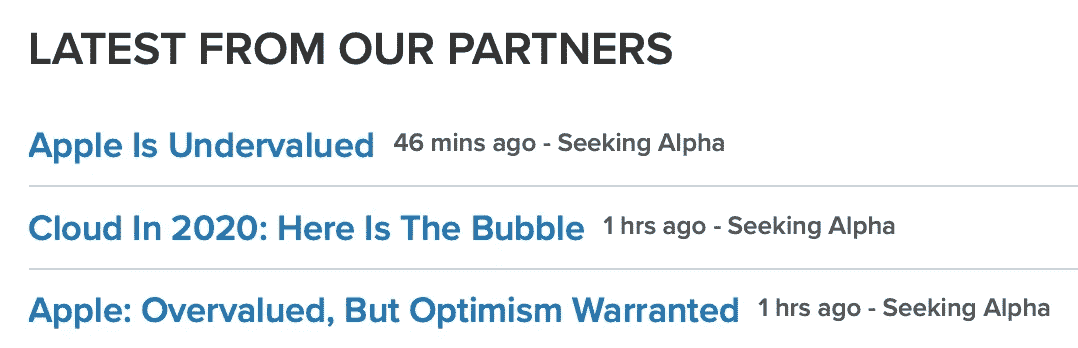 LATEST FROM OUR PARTNERS
Apple Is Undervalued 46 mins ago - Seeking Alpha
Cloud In 2020: Here Is The Bubble 1 hrs ago - Seeking Alpha
Apple: Overvalued, But Optimism Warranted 1 hrs ago - Seeking Alpha